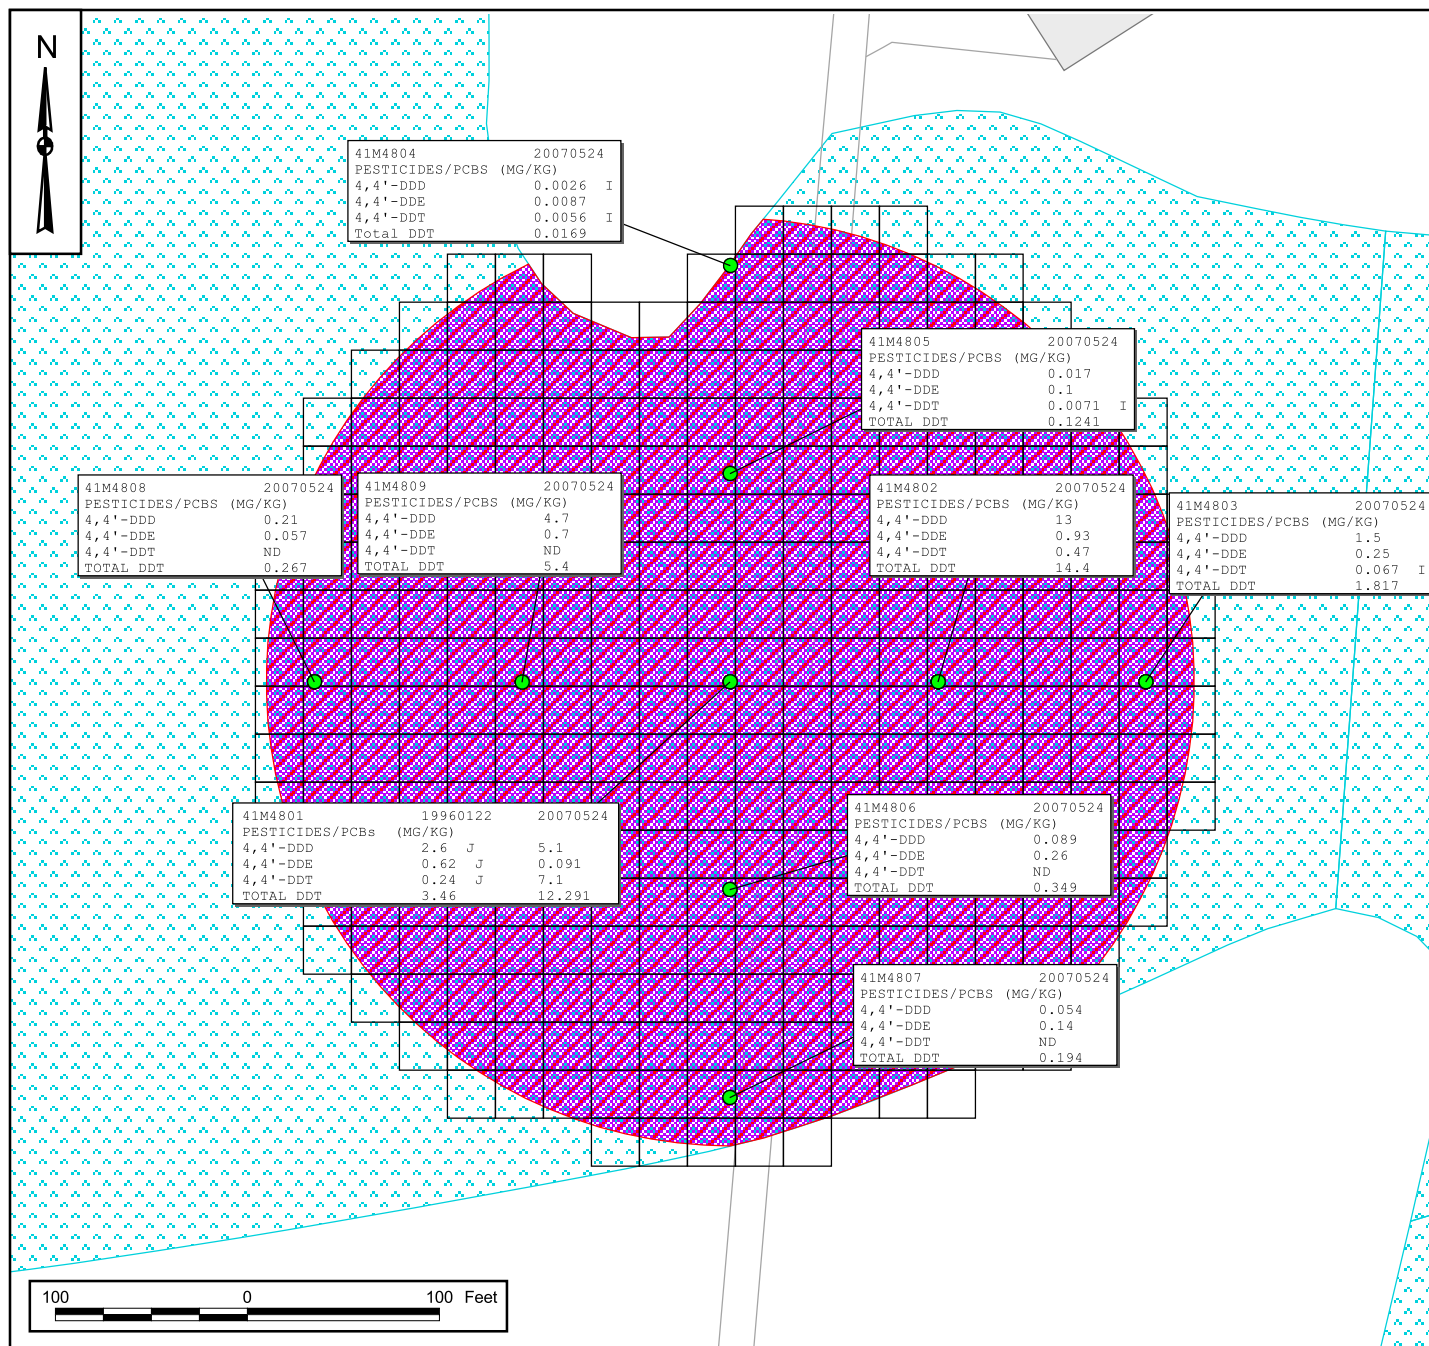 N
41M4804 20070524
PESTICIDES/PCBS (MG/KG)
4,4'-DDD 0.0026 I
4,4'-DDE 0.0087
4,4'-DDT 0.0056 I
Total DDT 0.0169
41M4805 20070524
PESTICIDES/PCBS (MG/KG)
4,4'-DDD 0.017
4,4'-DDE 0.1
4,4'-DDT 0.0071 I
TOTAL DDT 0.1241
41M4808 20070524
PESTICIDES/PCBS (MG/KG)
4,4'-DDD 0.21
4,4'-DDE 0.057
4,4'-DDT ND
TOTAL DDT 0.267
41M4809 20070524
PESTICIDES/PCBS (MG/KG)
4,4'-DDD 4.7
4,4'-DDE 0.7
4,4'-DDT ND
TOTAL DDT 5.4
41M4802 20070524
PESTICIDES/PCBS (MG/KG)
4,4'-DDD 13
4,4'-DDE 0.93
4,4'-DDT 0.47
TOTAL DDT 14.4
41M4803 20070524
PESTICIDES/PCBS (MG/KG)
4,4'-DDD 1.5
4,4'-DDE 0.25
4,4'-DDT 0.067 I
TOTAL DDT 1.817
41M4801 19960122 20070524
PESTICIDES/PCBs (MG/KG)
4,4'-DDD 2.6 J 5.1
4,4'-DDE 0.62 J 0.091
4,4'-DDT 0.24 J 7.1
TOTAL DDT 3.46 12.291
41M4806 20070524
PESTICIDES/PCBS (MG/KG)
4,4'-DDD 0.089
4,4'-DDE 0.26
4,4'-DDT ND
TOTAL DDT 0.349
41M4807 20070524
PESTICIDES/PCBS (MG/KG)
4,4'-DDD 0.054
4,4'-DDE 0.14
4,4'-DDT ND
TOTAL DDT 0.194
100 0 100 Feet